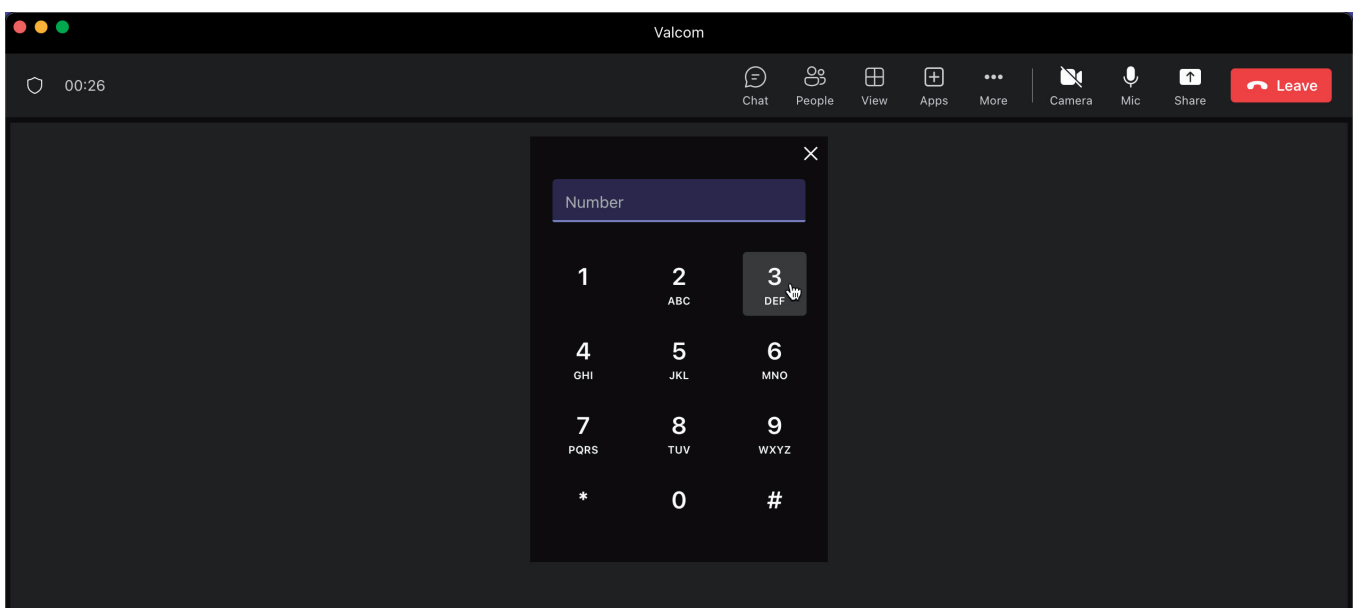 Valcom
00:26
Chat People View Apps More Camera Mic Share Leave
Number
1 2 3
ABC DEF
4 5 6
GHI JKL MNO
7 8 9
PQRS TUV WXYZ
* 0 #